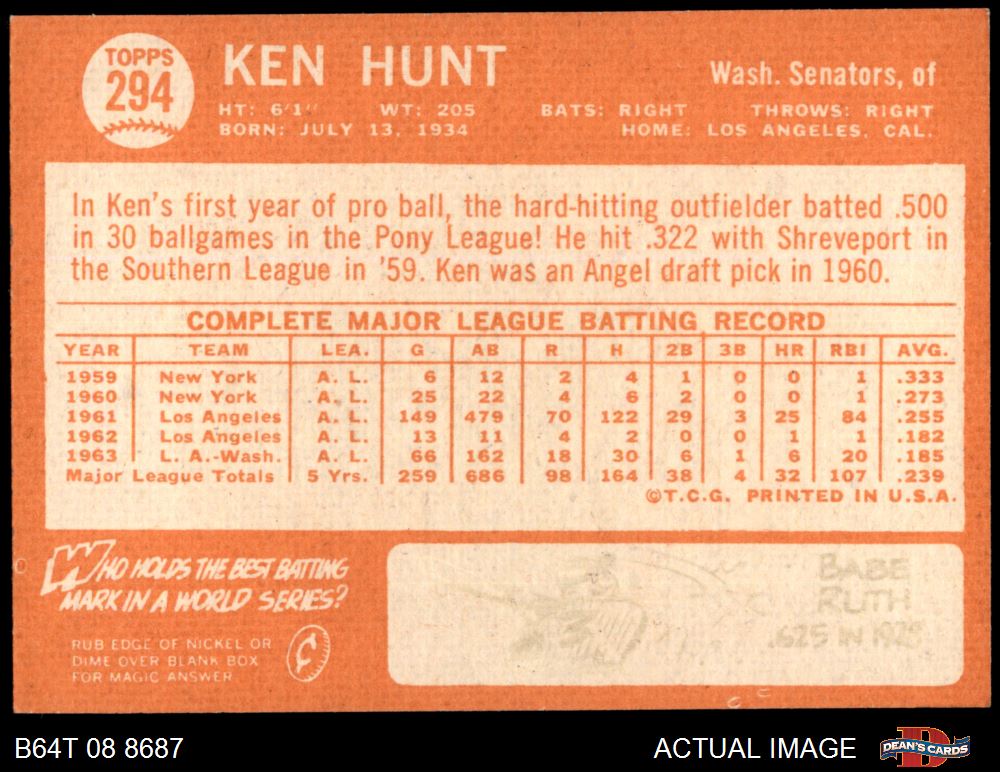 TOPPS
294
KEN HUNT
Wash. Senators, of
HT: 6'1" WT: 205 BATS: RIGHT THROWS: RIGHT
BORN: JULY 13, 1934 HOME: LOS ANGELES, CAL.
In Ken's first year of pro ball, the hard-hitting outfielder batted .500
in 30 ballgames in the Pony League! He hit .322 with Shreveport in
the Southern League in '59. Ken was an Angel draft pick in 1960.
COMPLETE MAJOR LEAGUE BATTING RECORD
YEAR TEAM LEA. G AB R H 2B 3B HR RBI AVG.
1959 New York A. L. 6 12 2 4 1 0 0 1 .333
1960 New York A. L. 25 22 4 6 2 0 0 1 .273
1961 Los Angeles A. L. 149 479 70 122 29 3 25 84 .255
1962 Los Angeles A. L. 13 11 4 2 0 0 1 1 .182
1963 L. A.-Wash. A. L. 66 162 18 30 6 1 6 20 .185
Major League Totals 5 Yrs. 259 686 98 164 38 4 32 107 .239
©T.C.G. PRINTED IN U.S.A.
WHO HOLDS THE BEST BATTING
MARK IN A WORLD SERIES?
RUB EDGE OF NICKEL OR
DIME OVER BLANK BOX
FOR MAGIC ANSWER
BABE
RUTH
.625 IN 1928
B64T 08 8687
ACTUAL IMAGE
D
DEAN'S CARDS